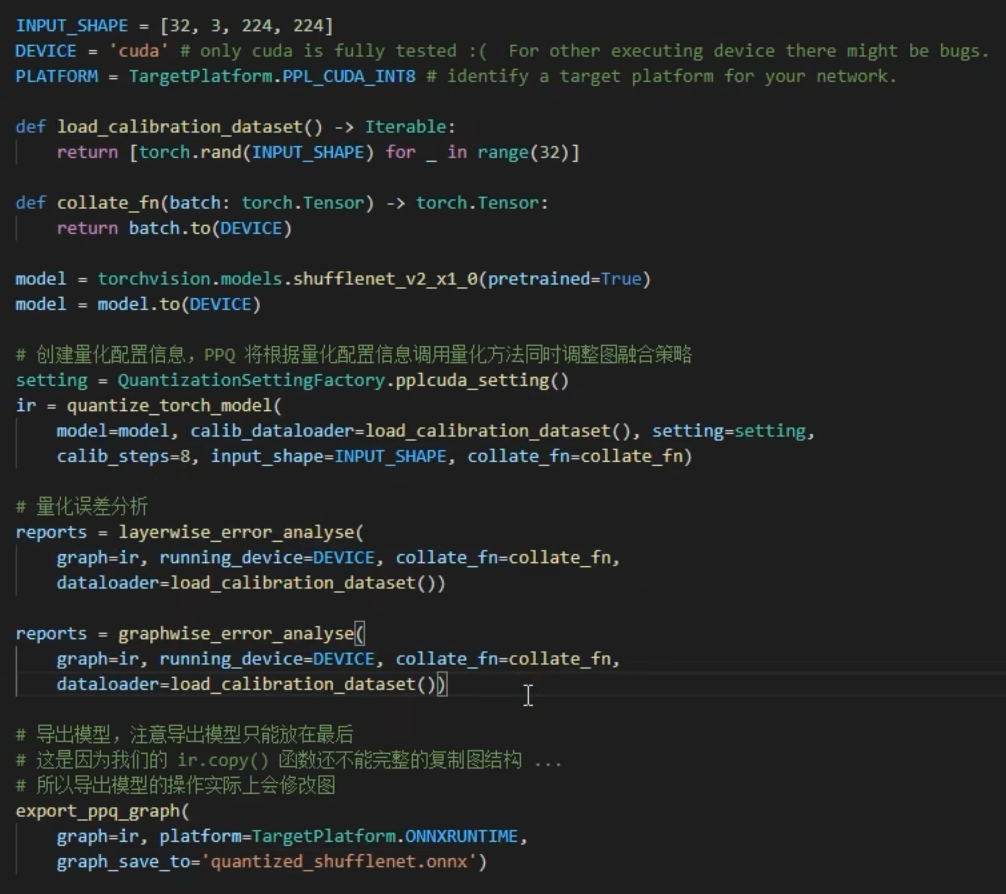 INPUT_SHAPE = [32, 3, 224, 224]
DEVICE = 'cuda' # only cuda is fully tested :(  For other executing device there might be bugs.
PLATFORM = TargetPlatform.PPL_CUDA_INT8 # identify a target platform for your network.
def load_calibration_dataset() -> Iterable:
    return [torch.rand(INPUT_SHAPE) for _ in range(32)]
def collate_fn(batch: torch.Tensor) -> torch.Tensor:
    return batch.to(DEVICE)
model = torchvision.models.shufflenet_v2_x1_0(pretrained=True)
model = model.to(DEVICE)
# 创建量化配置信息，PPQ 将根据量化配置信息调用量化方法同时调整图融合策略
setting = QuantizationSettingFactory.pplcuda_setting()
ir = quantize_torch_model(
    model=model, calib_dataloader=load_calibration_dataset(), setting=setting,
    calib_steps=8, input_shape=INPUT_SHAPE, collate_fn=collate_fn)
# 量化误差分析
reports = layerwise_error_analyse(
    graph=ir, running_device=DEVICE, collate_fn=collate_fn,
    dataloader=load_calibration_dataset())
reports = graphwise_error_analyse(
    graph=ir, running_device=DEVICE, collate_fn=collate_fn,
    dataloader=load_calibration_dataset())
# 导出模型，注意导出模型只能放在最后
# 这是因为我们的 ir.copy() 函数还不能完整的复制图结构 ...
# 所以导出模型的操作实际上会修改图
export_ppq_graph(
    graph=ir, platform=TargetPlatform.ONNXRUNTIME,
    graph_save_to='quantized_shufflenet.onnx')